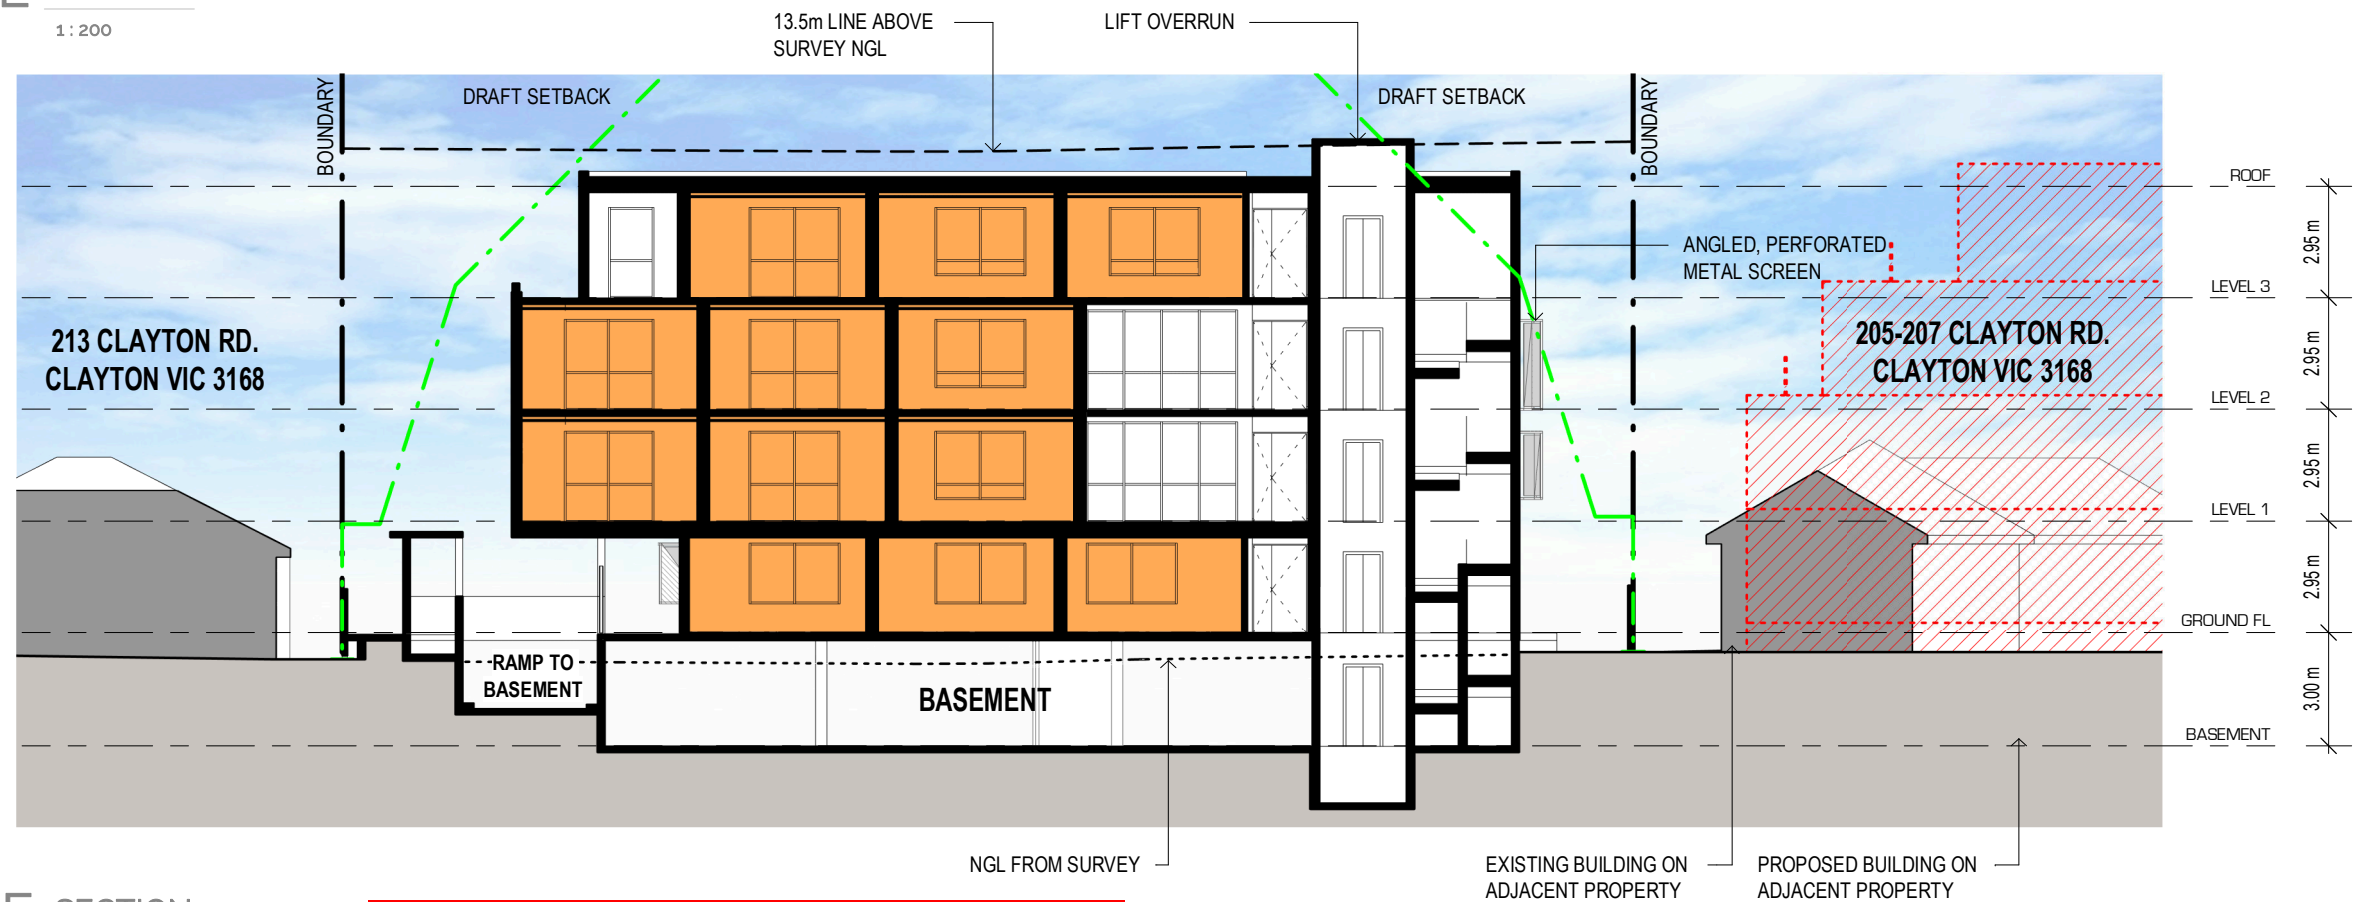 1 : 200
13.5m LINE ABOVE
SURVEY NGL
LIFT OVERRUN
BOUNDARY
DRAFT SETBACK
DRAFT SETBACK
BOUNDARY
ROOF
2.95 m
ANGLED, PERFORATED
METAL SCREEN
LEVEL 3
213 CLAYTON RD.
CLAYTON VIC 3168
205-207 CLAYTON RD.
CLAYTON VIC 3168
2.95 m
LEVEL 2
2.95 m
LEVEL 1
2.95 m
GROUND FL
RAMP TO
BASEMENT
BASEMENT
3.00 m
BASEMENT
NGL FROM SURVEY
EXISTING BUILDING ON
ADJACENT PROPERTY
PROPOSED BUILDING ON
ADJACENT PROPERTY
SECTION